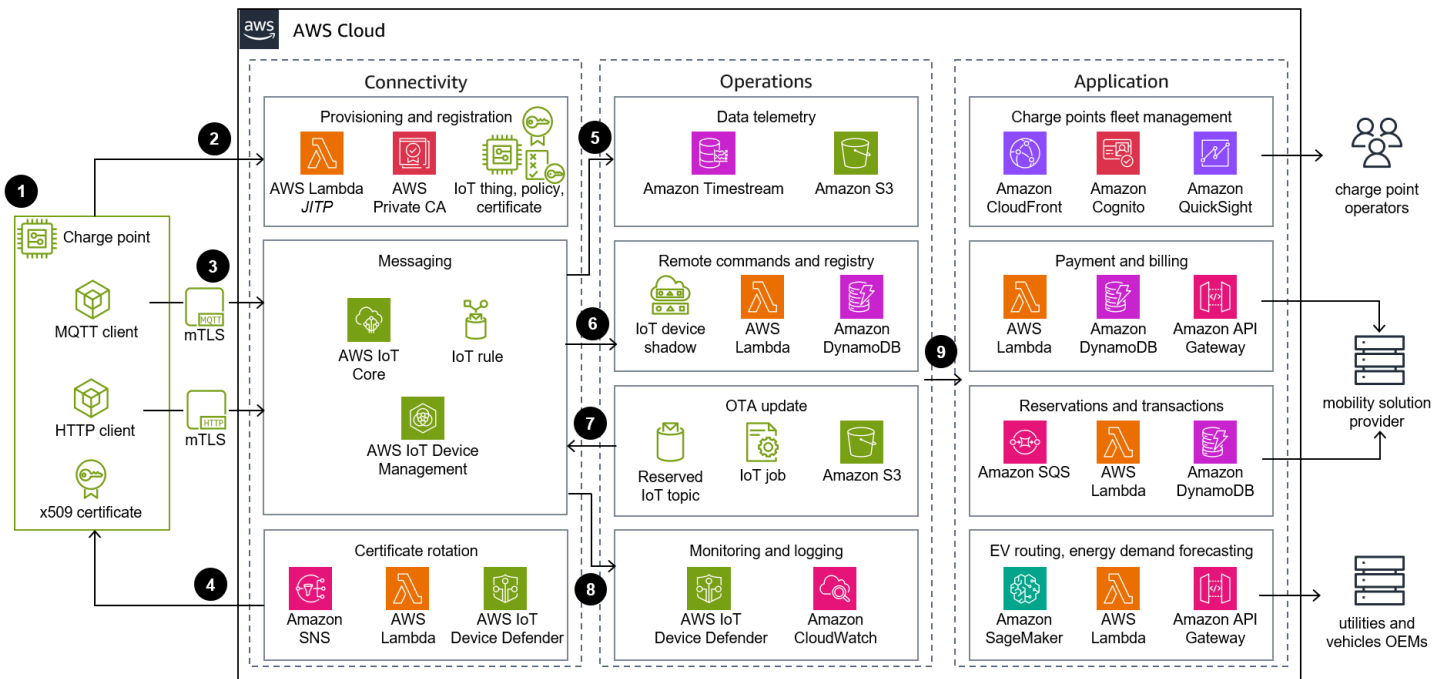 aws
AWS Cloud
Connectivity
Operations
Application
1
Charge point
MQTT client
HTTP client
x509 certificate
2
3
MQTT
mTLS
HTTP
mTLS
4
Provisioning and registration
AWS Lambda
JITP
AWS
Private CA
IoT thing, policy,
certificate
Messaging
AWS IoT
Core
IoT rule
AWS IoT Device
Management
Certificate rotation
Amazon
SNS
AWS
Lambda
AWS IoT
Device Defender
5
6
7
8
Data telemetry
Amazon Timestream
Amazon S3
Remote commands and registry
IoT device
shadow
AWS
Lambda
Amazon
DynamoDB
OTA update
Reserved
IoT topic
IoT job
Amazon S3
Monitoring and logging
AWS IoT
Device Defender
Amazon
CloudWatch
9
Charge points fleet management
Amazon
CloudFront
Amazon
Cognito
Amazon
QuickSight
Payment and billing
AWS
Lambda
Amazon
DynamoDB
Amazon API
Gateway
Reservations and transactions
Amazon SQS
AWS
Lambda
Amazon
DynamoDB
EV routing, energy demand forecasting
Amazon
SageMaker
AWS
Lambda
Amazon API
Gateway
charge point
operators
mobility solution
provider
utilities and
vehicles OEMs